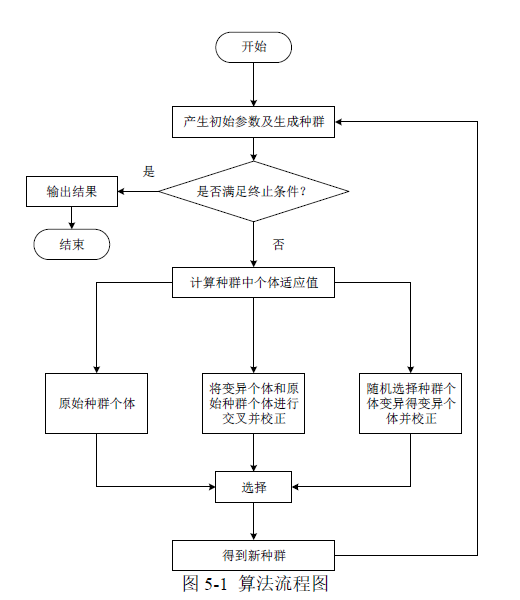 开始
产生初始参数及生成种群
是
是否满足终止条件？
输出结果
结束
否
计算种群中个体适应值
原始种群个体
将变异个体和原
始种群个体进行
交叉并校正
随机选择种群个
体变异得变异个
体并校正
选择
得到新种群
图 5-1 算法流程图